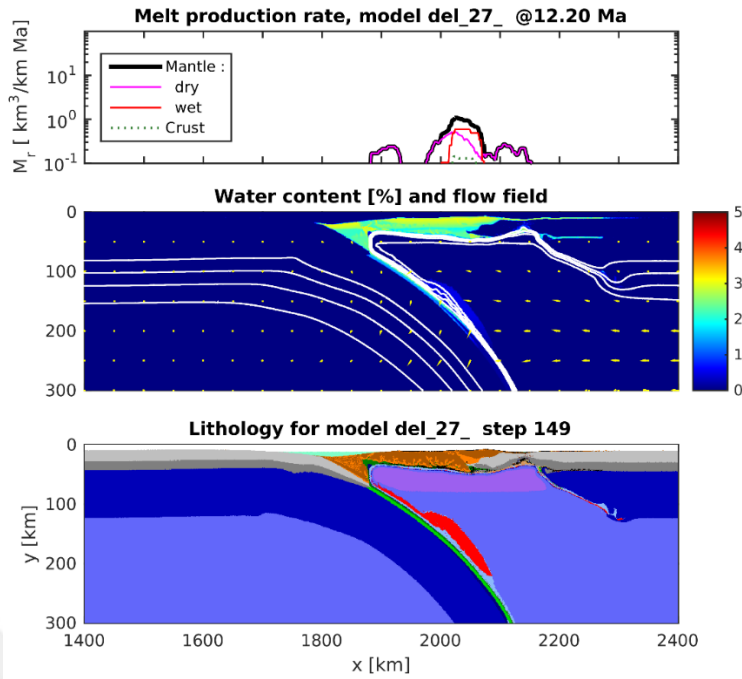 Melt production rate, model del_27_  @12.20 Ma
M_r [ km^3/km Ma]
10^1
10^0
10^-1
Mantle :
dry
wet
Crust
Water content [%] and flow field
0
100
200
300
5
4
3
2
1
0
Lithology for model del_27_  step 149
y [km]
0
100
200
300
1400 1600 1800 2000 2200 2400
x [km]